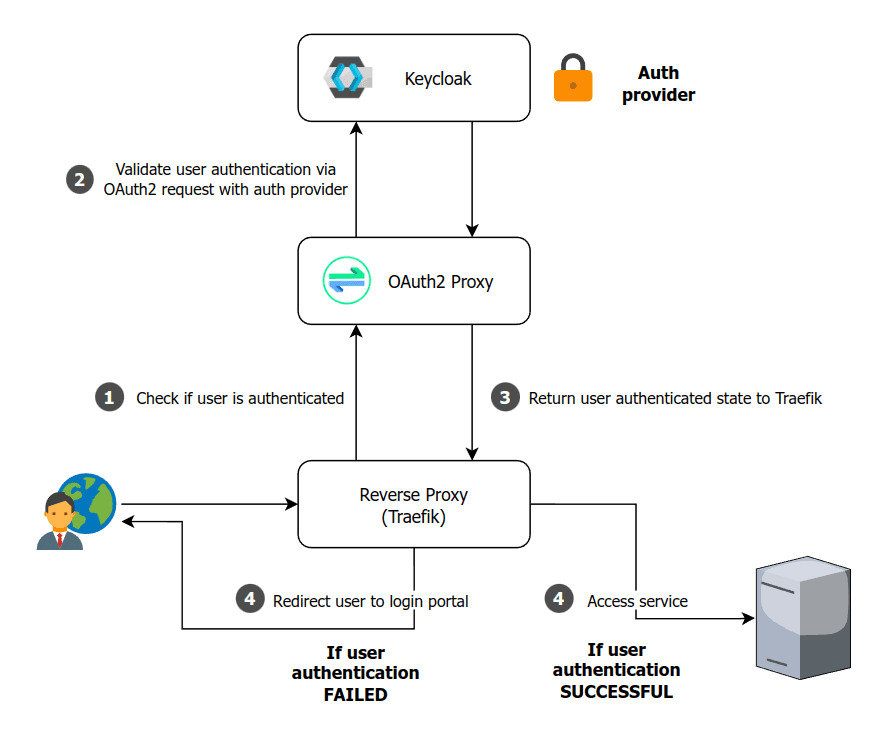 Keycloak
Auth
provider
2
Validate user authentication via
OAuth2 request with auth provider
OAuth2 Proxy
1
Check if user is authenticated
3
Return user authenticated state to Traefik
Reverse Proxy
(Traefik)
4
Redirect user to login portal
If user
authentication
FAILED
4
Access service
If user
authentication
SUCCESSFUL